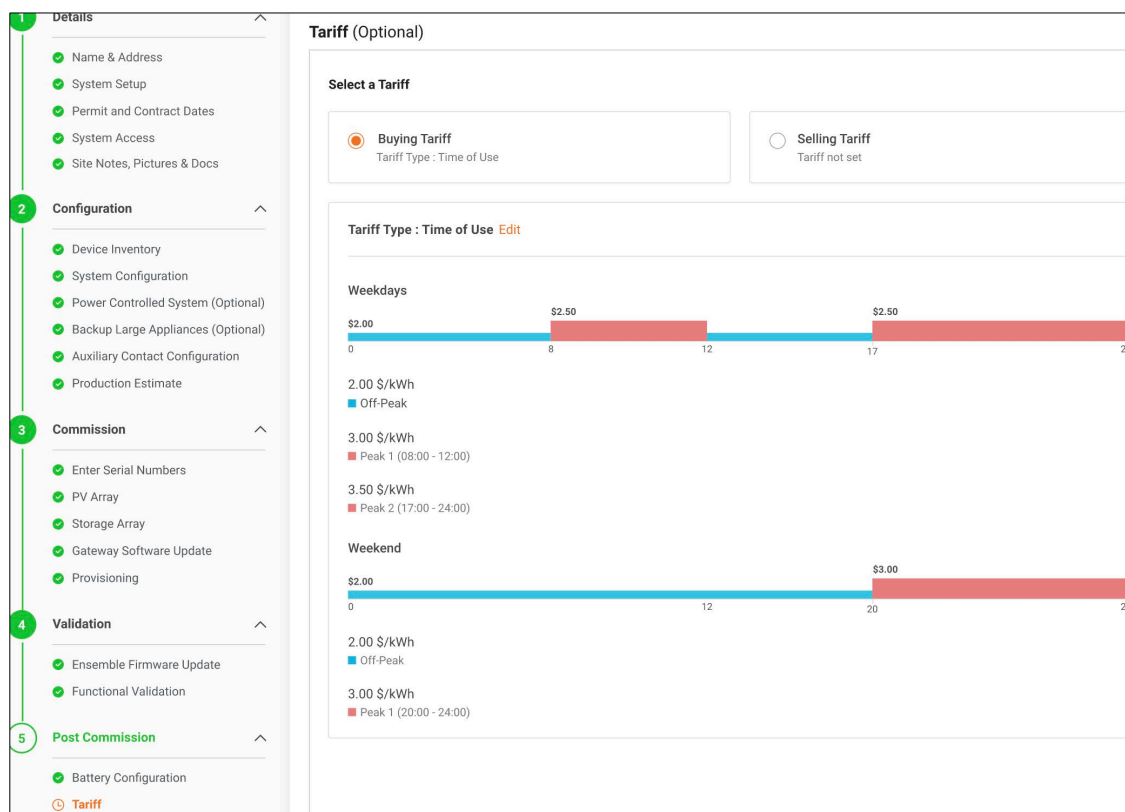 1
Details
Name & Address
System Setup
Permit and Contract Dates
System Access
Site Notes, Pictures & Docs
2
Configuration
Device Inventory
System Configuration
Power Controlled System (Optional)
Backup Large Appliances (Optional)
Auxiliary Contact Configuration
Production Estimate
3
Commission
Enter Serial Numbers
PV Array
Storage Array
Gateway Software Update
Provisioning
4
Validation
Ensemble Firmware Update
Functional Validation
5
Post Commission
Battery Configuration
Tariff
Tariff (Optional)
Select a Tariff
Buying Tariff
Tariff Type : Time of Use
Selling Tariff
Tariff not set
Tariff Type : Time of Use Edit
Weekdays
$2.00 $2.50 $2.50
0 8 12 17 2
2.00 $/kWh
Off-Peak
3.00 $/kWh
Peak 1 (08:00 - 12:00)
3.50 $/kWh
Peak 2 (17:00 - 24:00)
Weekend
$2.00 $3.00
0 12 20 2
2.00 $/kWh
Off-Peak
3.00 $/kWh
Peak 1 (20:00 - 24:00)